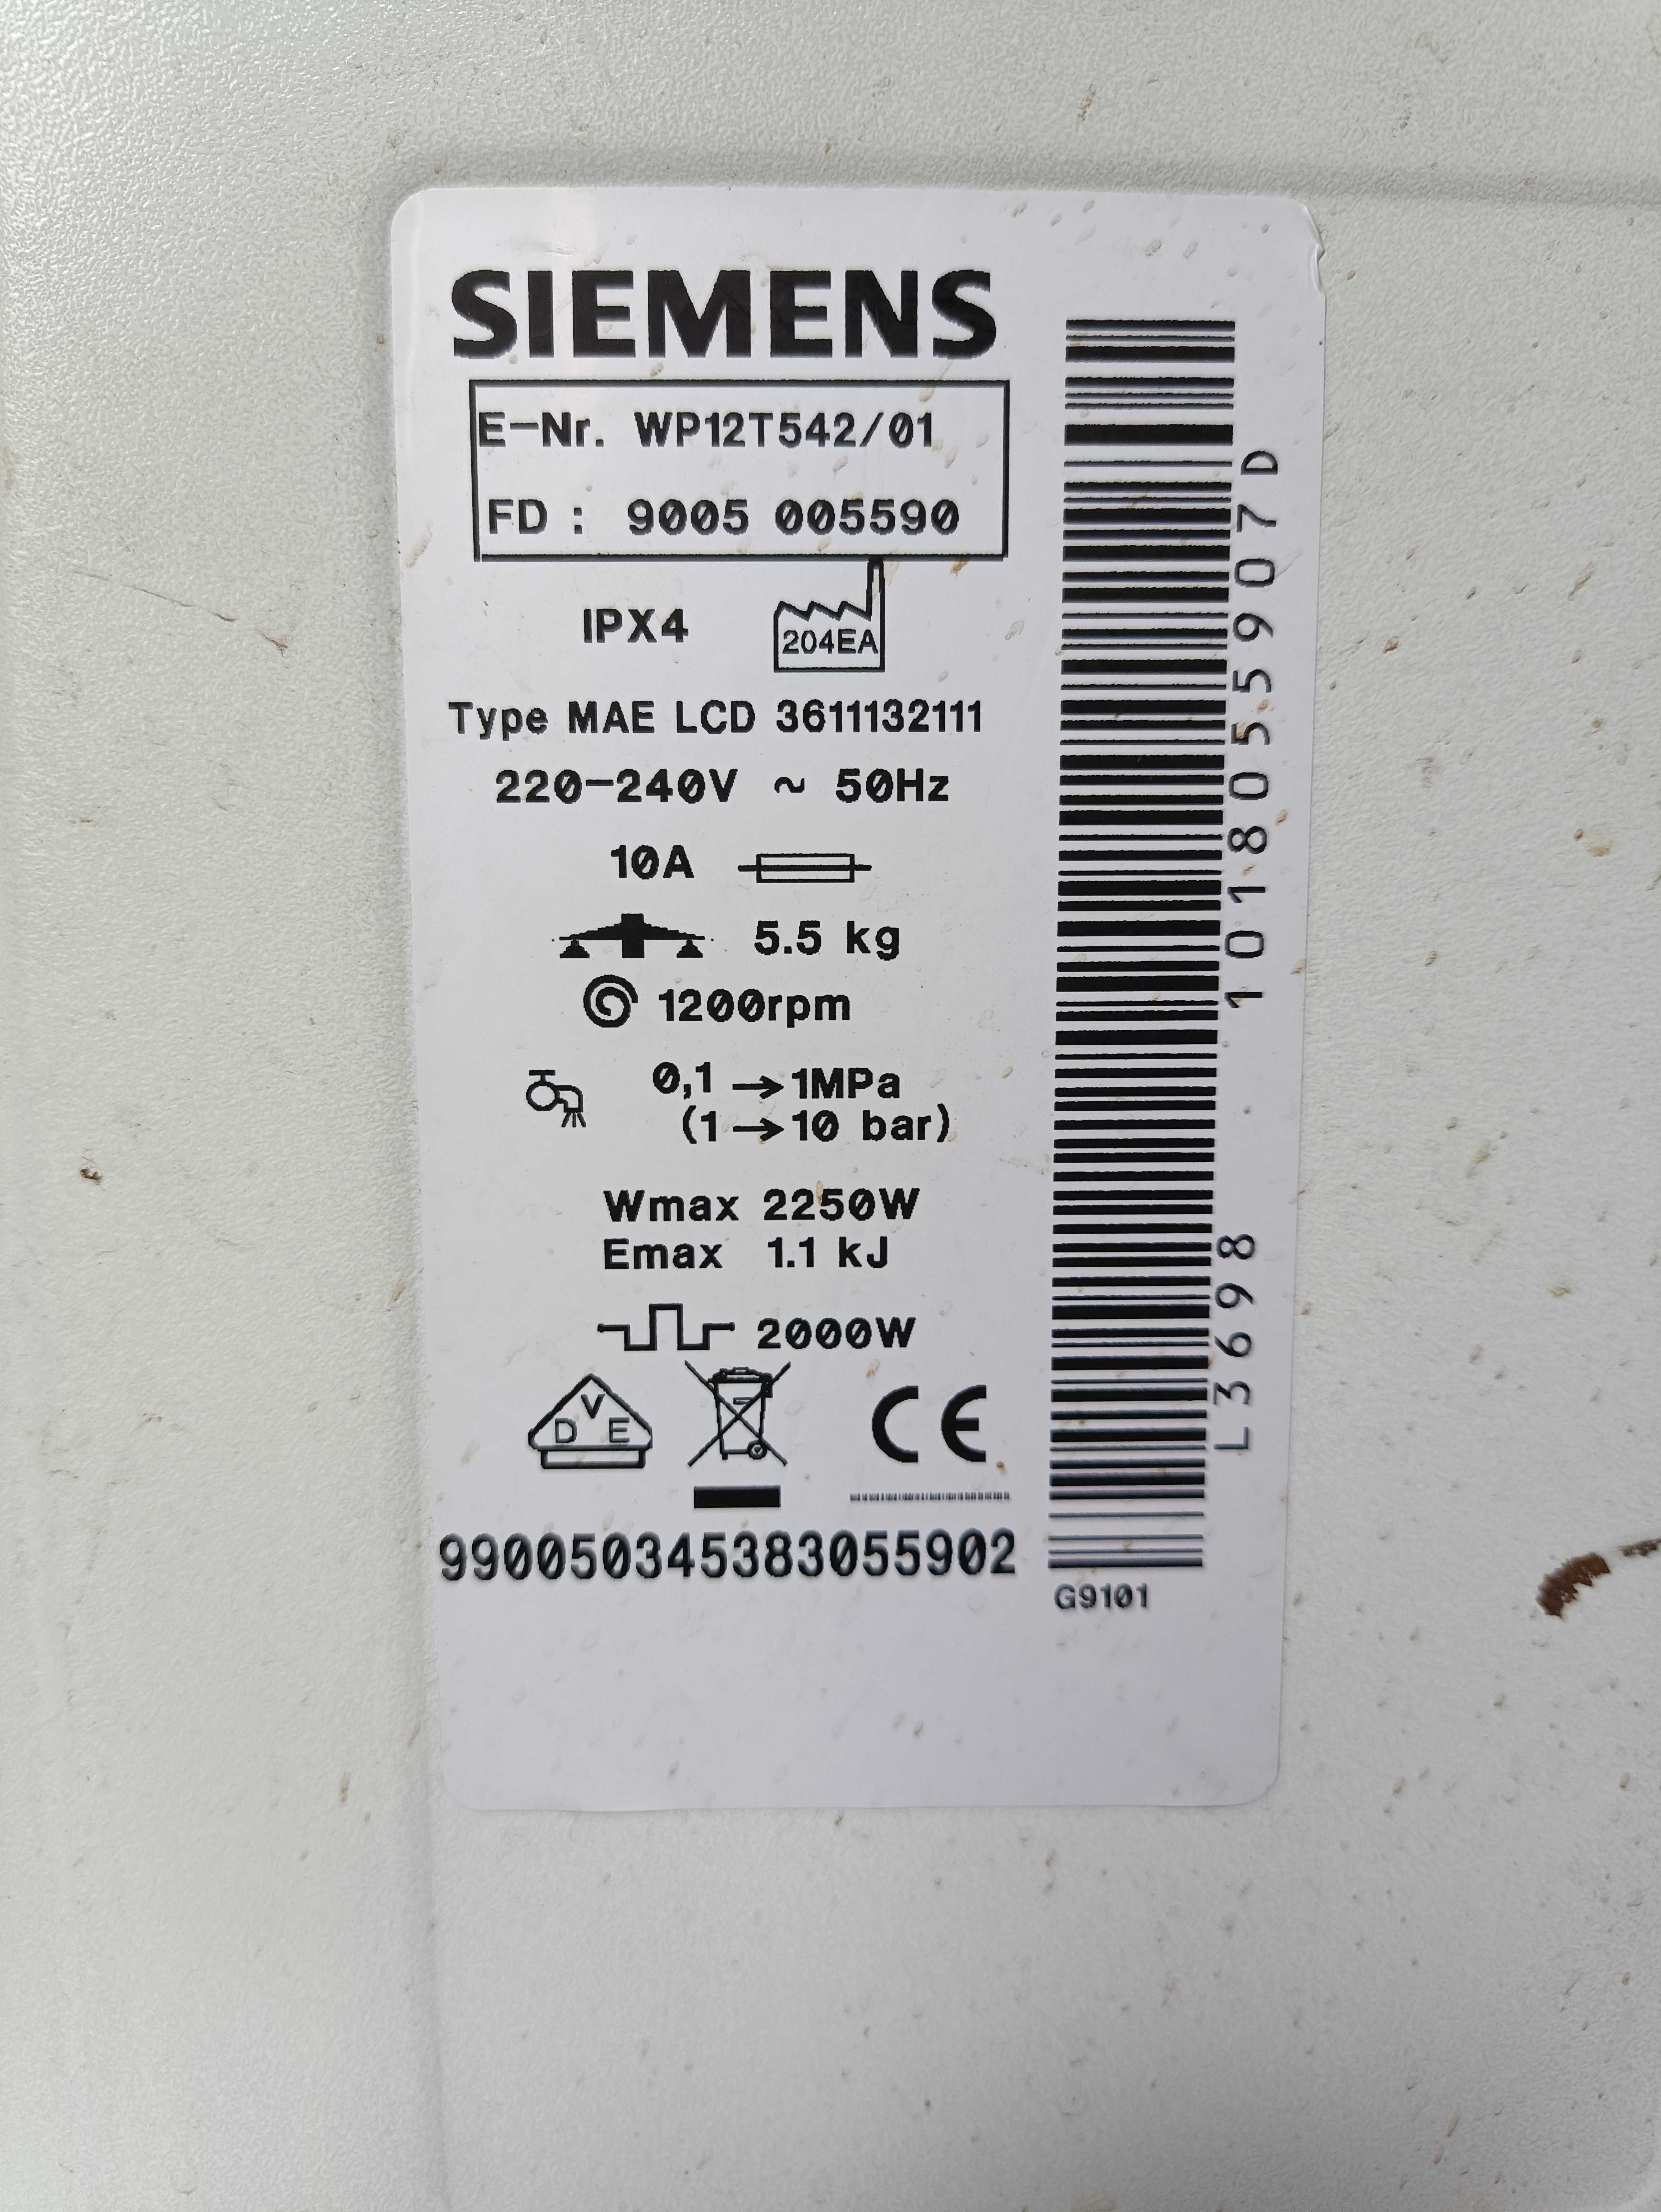 SIEMENS
E-Nr. WP12T542/01
FD : 9005 005590
IPX4
204EA
Type MAE LCD 3611132111
220-240V ~ 50Hz
10A
5.5 kg
1200rpm
0,1 →1MPa
(1→10 bar)
Wmax 2250W
Emax 1.1 kJ
2000W
V
D E
CE
990050345383055902
L3698 1018055907D
G9101